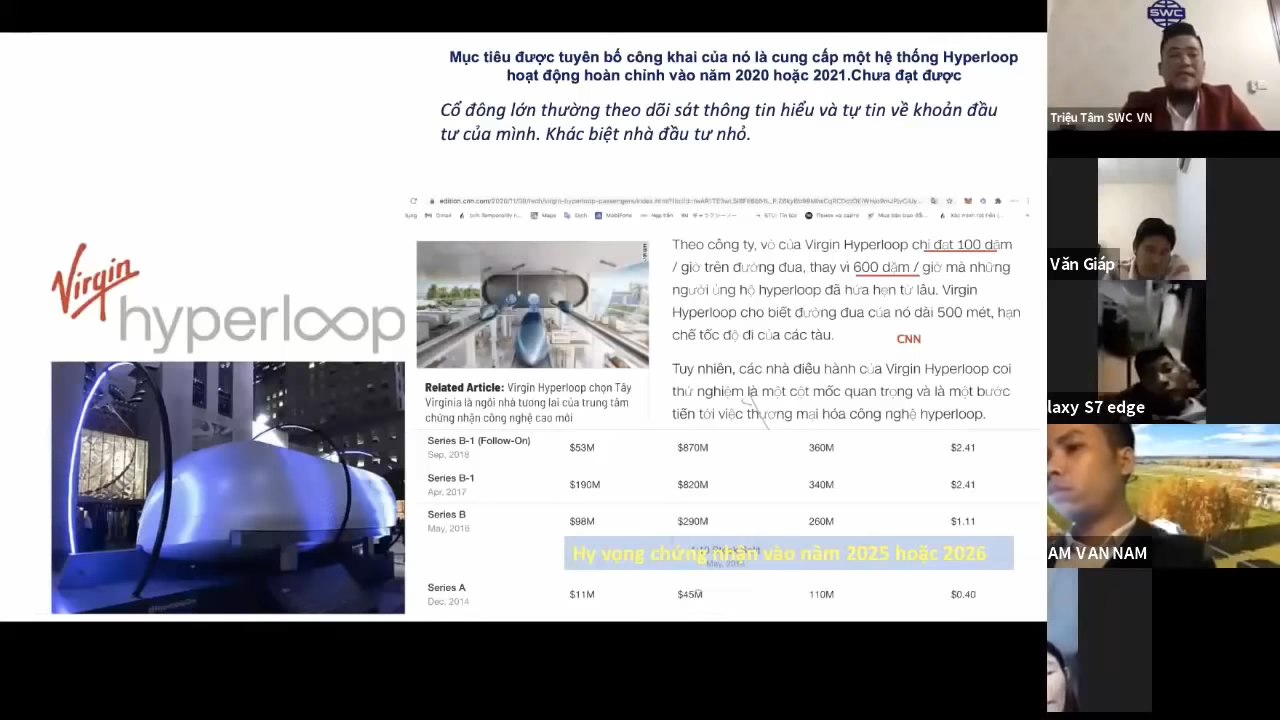 Mục tiêu được tuyên bố công khai của nó là cung cấp một hệ thống Hyperloop
hoạt động hoàn chỉnh vào năm 2020 hoặc 2021.Chưa đạt được
Cổ đông lớn thường theo dõi sát thông tin hiểu và tự tin về khoản đầu
tư của mình. Khác biệt nhà đầu tư nhỏ.
Gmail
Maps
Dịch
MobiFone
Virgin
hyperloop
Theo công ty, vỏ của Virgin Hyperloop chỉ đạt 100 dặm
/ giờ trên đường đua, thay vì 600 dặm / giờ mà những
người ủng hộ hyperloop đã hứa hẹn từ lâu. Virgin
Hyperloop cho biết đường đua của nó dài 500 mét, hạn
chế tốc độ đi của các tàu.
CNN
Related Article: Virgin Hyperloop chọn Tây
Virginia là ngôi nhà tương lai của trung tâm
chứng nhận công nghệ cao mới
Tuy nhiên, các nhà điều hành của Virgin Hyperloop coi
thử nghiệm là một cột mốc quan trọng và là một bước
tiến tới việc thương mại hóa công nghệ hyperloop.
Series B-1 (Follow-On) $53M $870M 360M $2.41
Sep, 2018
Series B-1 $190M $820M 340M $2.41
Apr, 2017
Series B $98M $290M 260M $1.11
May, 2016
Hy vọng chứng nhận vào năm 2025 hoặc 2026
Series A $11M $45M 110M $0.40
Dec, 2014
SWC
Triệu Tâm SWC VN
Văn Giáp
laxy S7 edge
AM VAN NAM